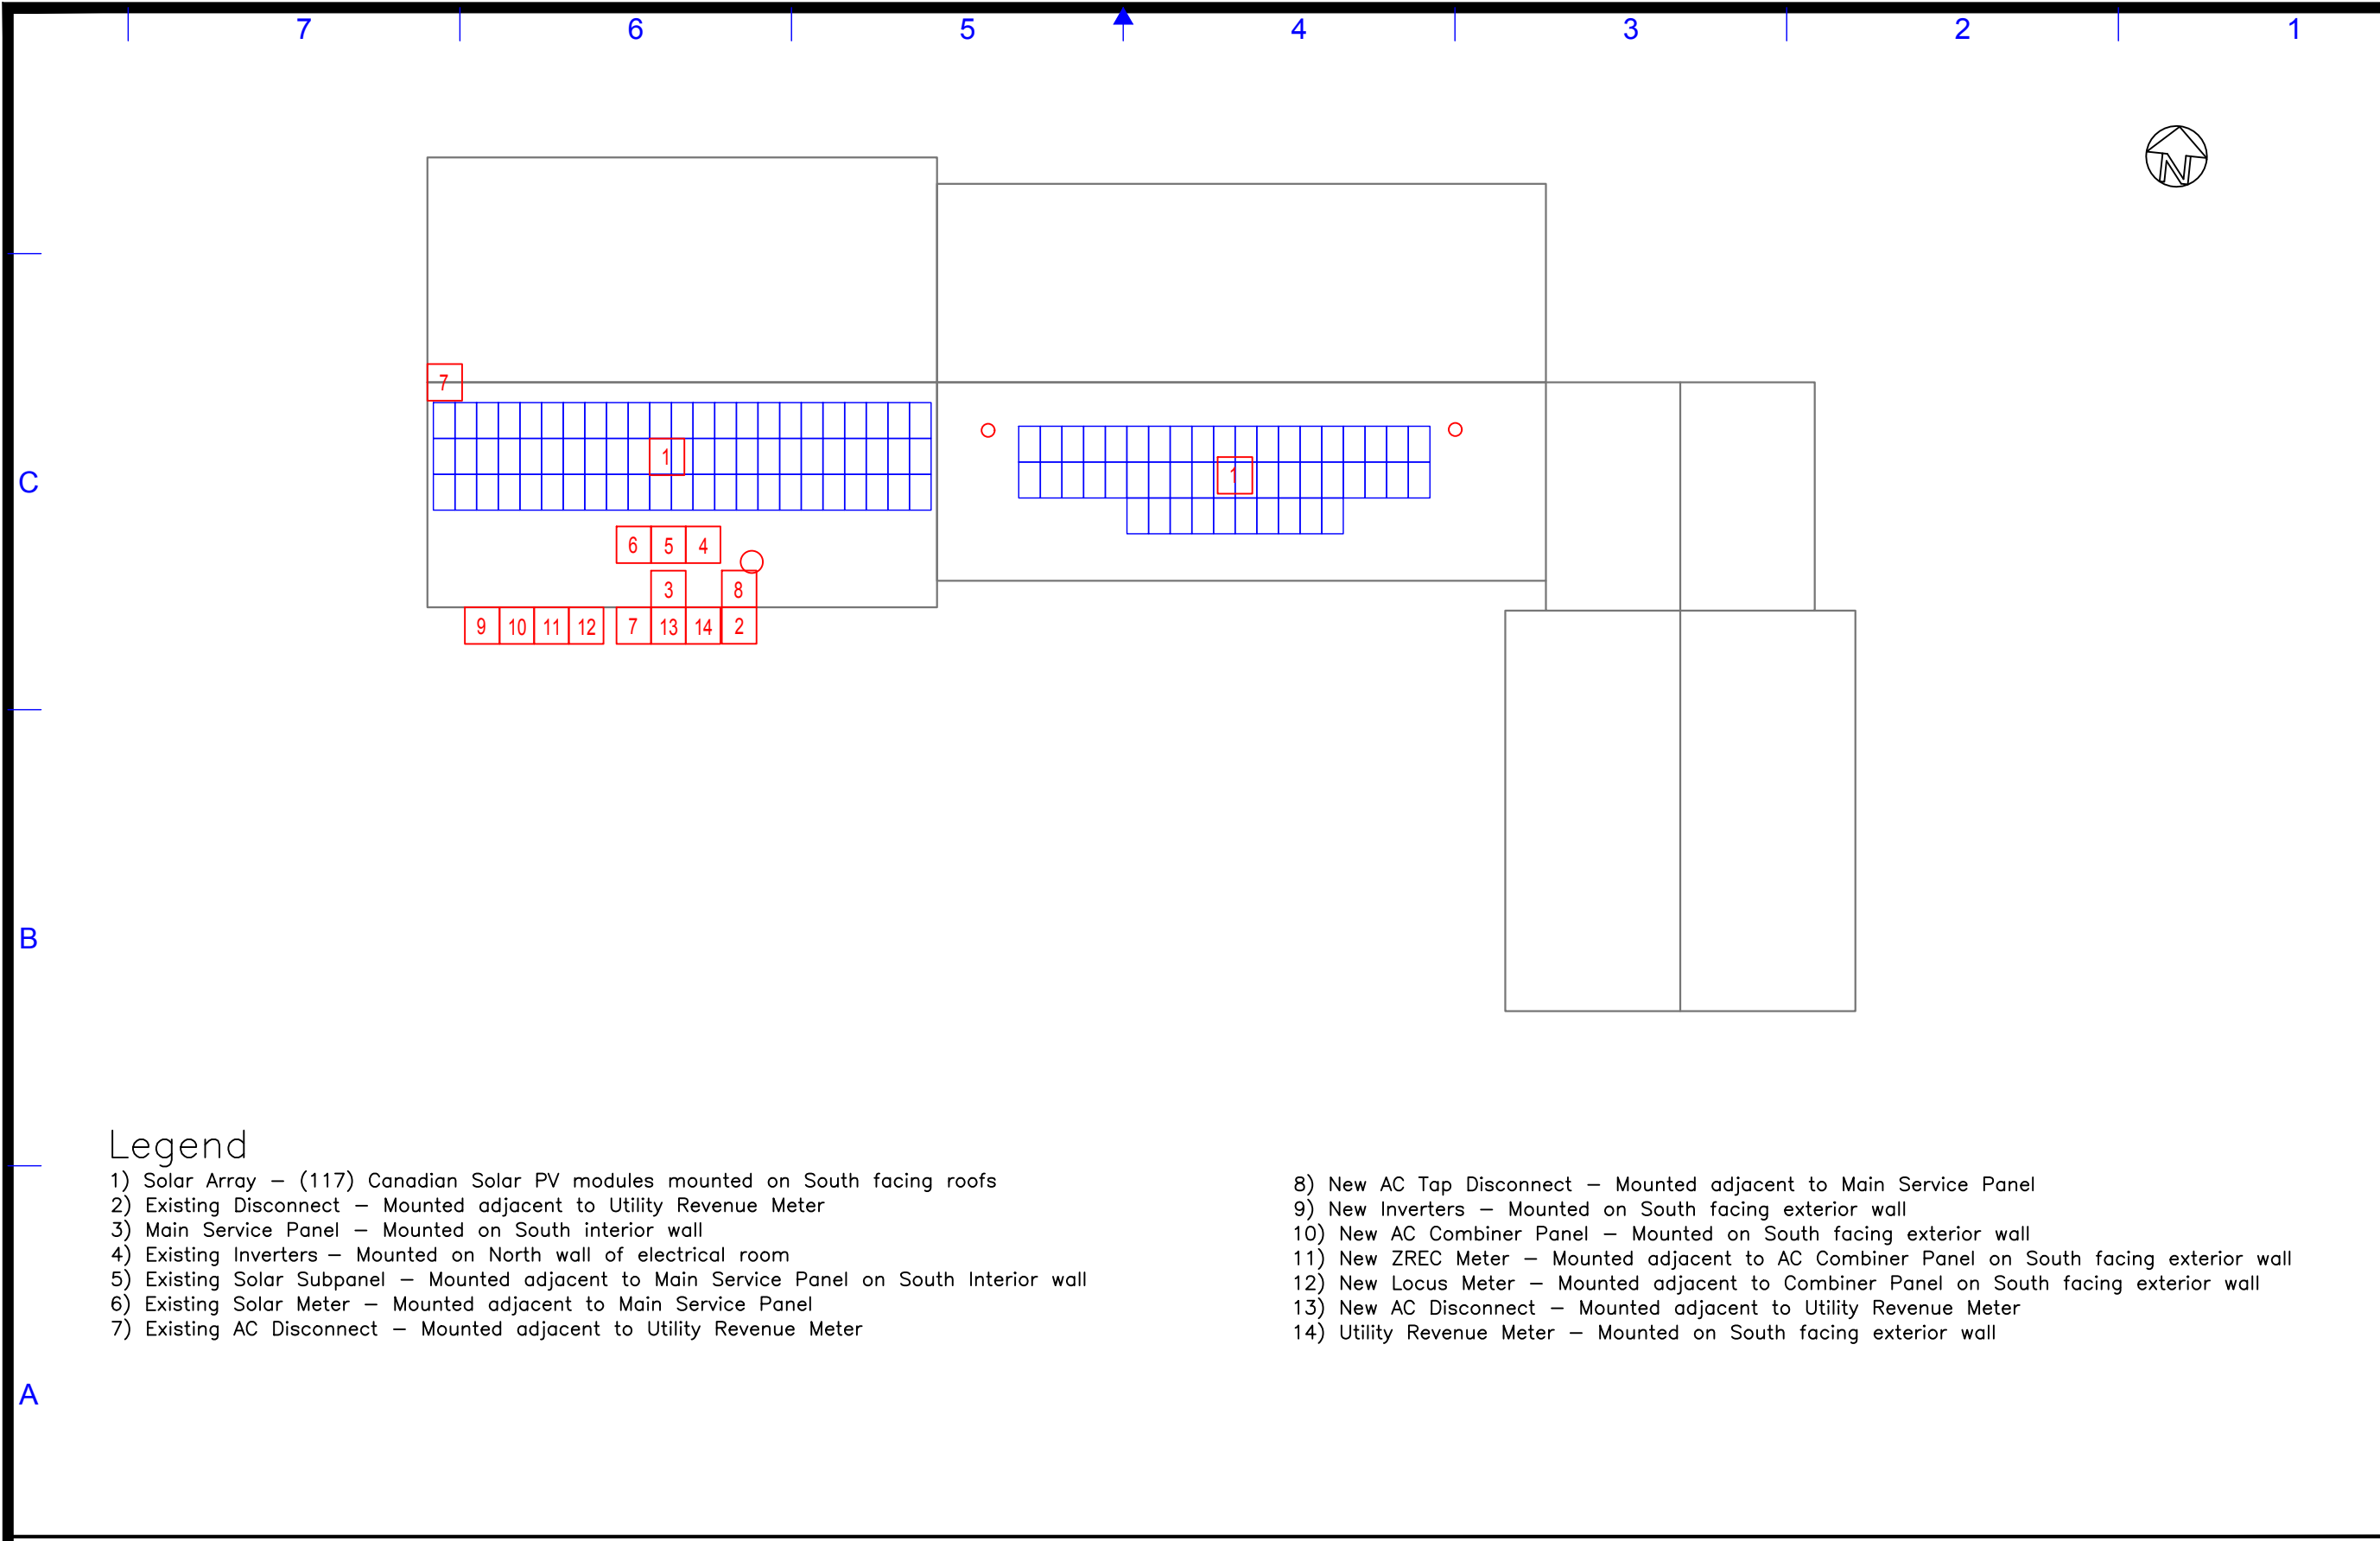 7 6 5 4 3 2 1
N
7
1
1
C
6 5 4
3 8
9 10 11 12 7 13 14 2
B
Legend
1) Solar Array – (117) Canadian Solar PV modules mounted on South facing roofs
2) Existing Disconnect – Mounted adjacent to Utility Revenue Meter
3) Main Service Panel – Mounted on South interior wall
4) Existing Inverters – Mounted on North wall of electrical room
5) Existing Solar Subpanel – Mounted adjacent to Main Service Panel on South Interior wall
6) Existing Solar Meter – Mounted adjacent to Main Service Panel
7) Existing AC Disconnect – Mounted adjacent to Utility Revenue Meter
8) New AC Tap Disconnect – Mounted adjacent to Main Service Panel
9) New Inverters – Mounted on South facing exterior wall
10) New AC Combiner Panel – Mounted on South facing exterior wall
11) New ZREC Meter – Mounted adjacent to AC Combiner Panel on South facing exterior wall
12) New Locus Meter – Mounted adjacent to Combiner Panel on South facing exterior wall
13) New AC Disconnect – Mounted adjacent to Utility Revenue Meter
14) Utility Revenue Meter – Mounted on South facing exterior wall
A